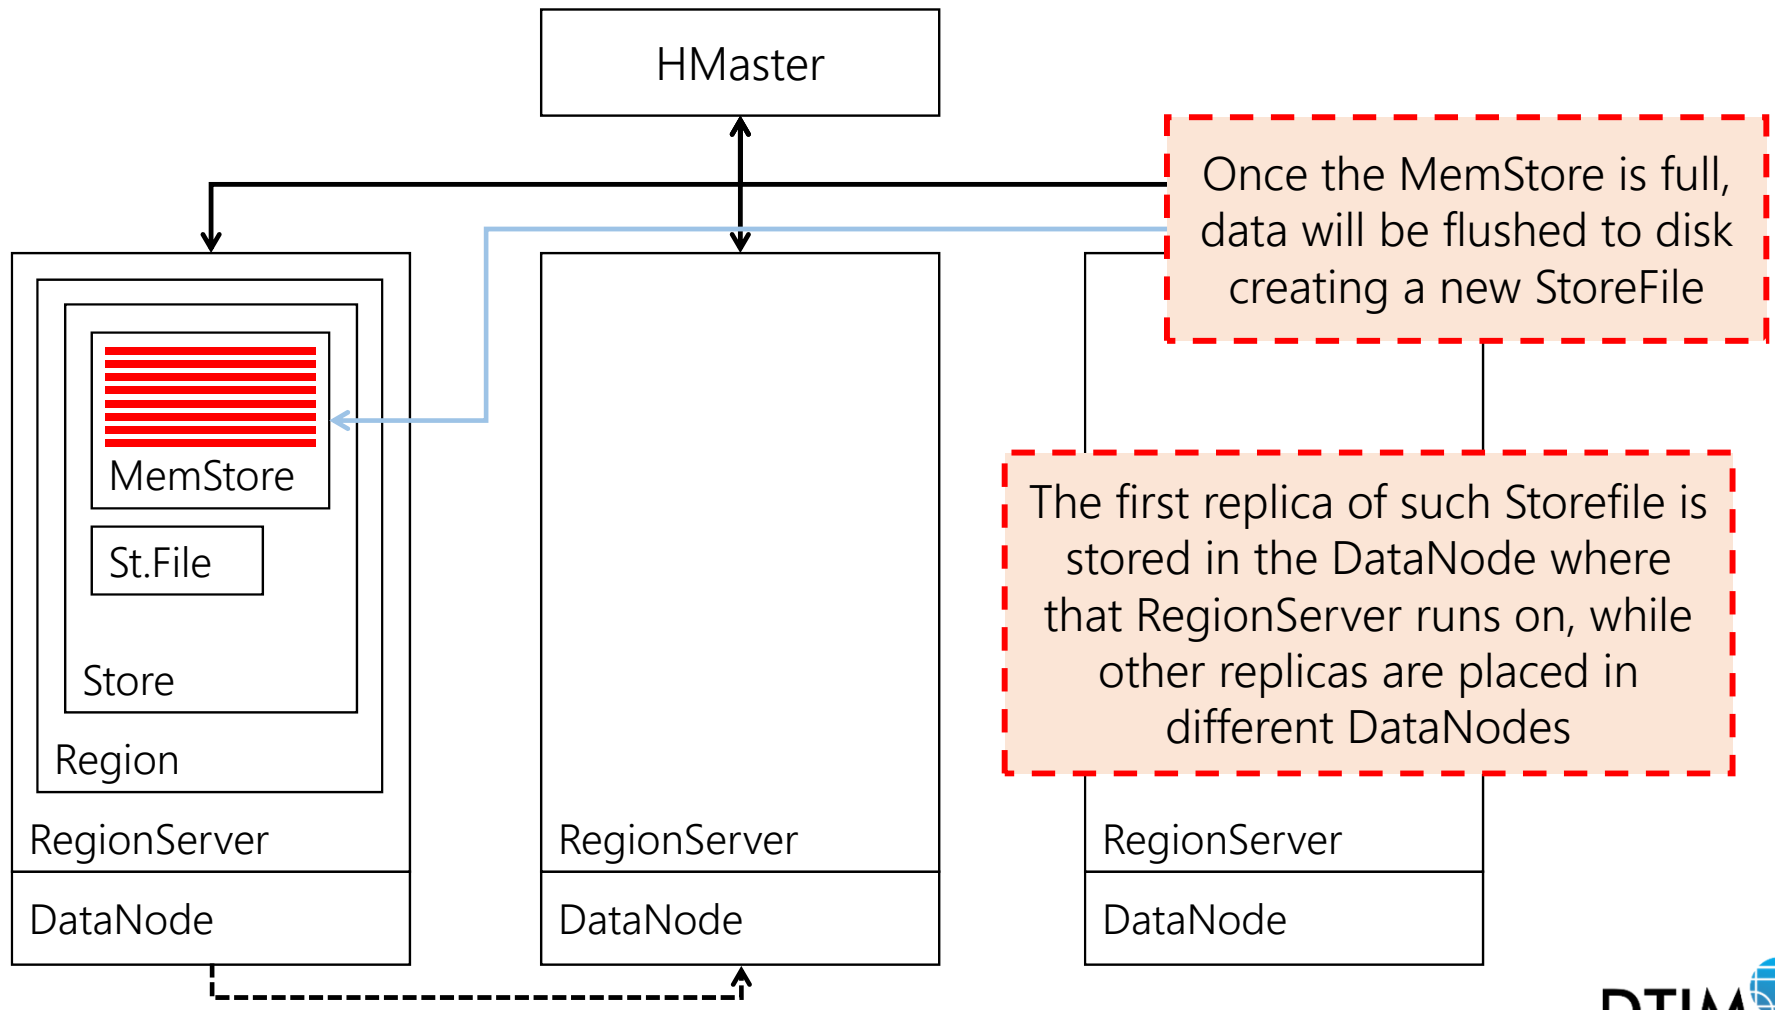 HMaster
Once the MemStore is full,
data will be flushed to disk
creating a new StoreFile
MemStore
St.File
Store
Region
RegionServer
DataNode
RegionServer
DataNode
The first replica of such Storefile is
stored in the DataNode where
that RegionServer runs on, while
other replicas are placed in
different DataNodes
RegionServer
DataNode
DTIM